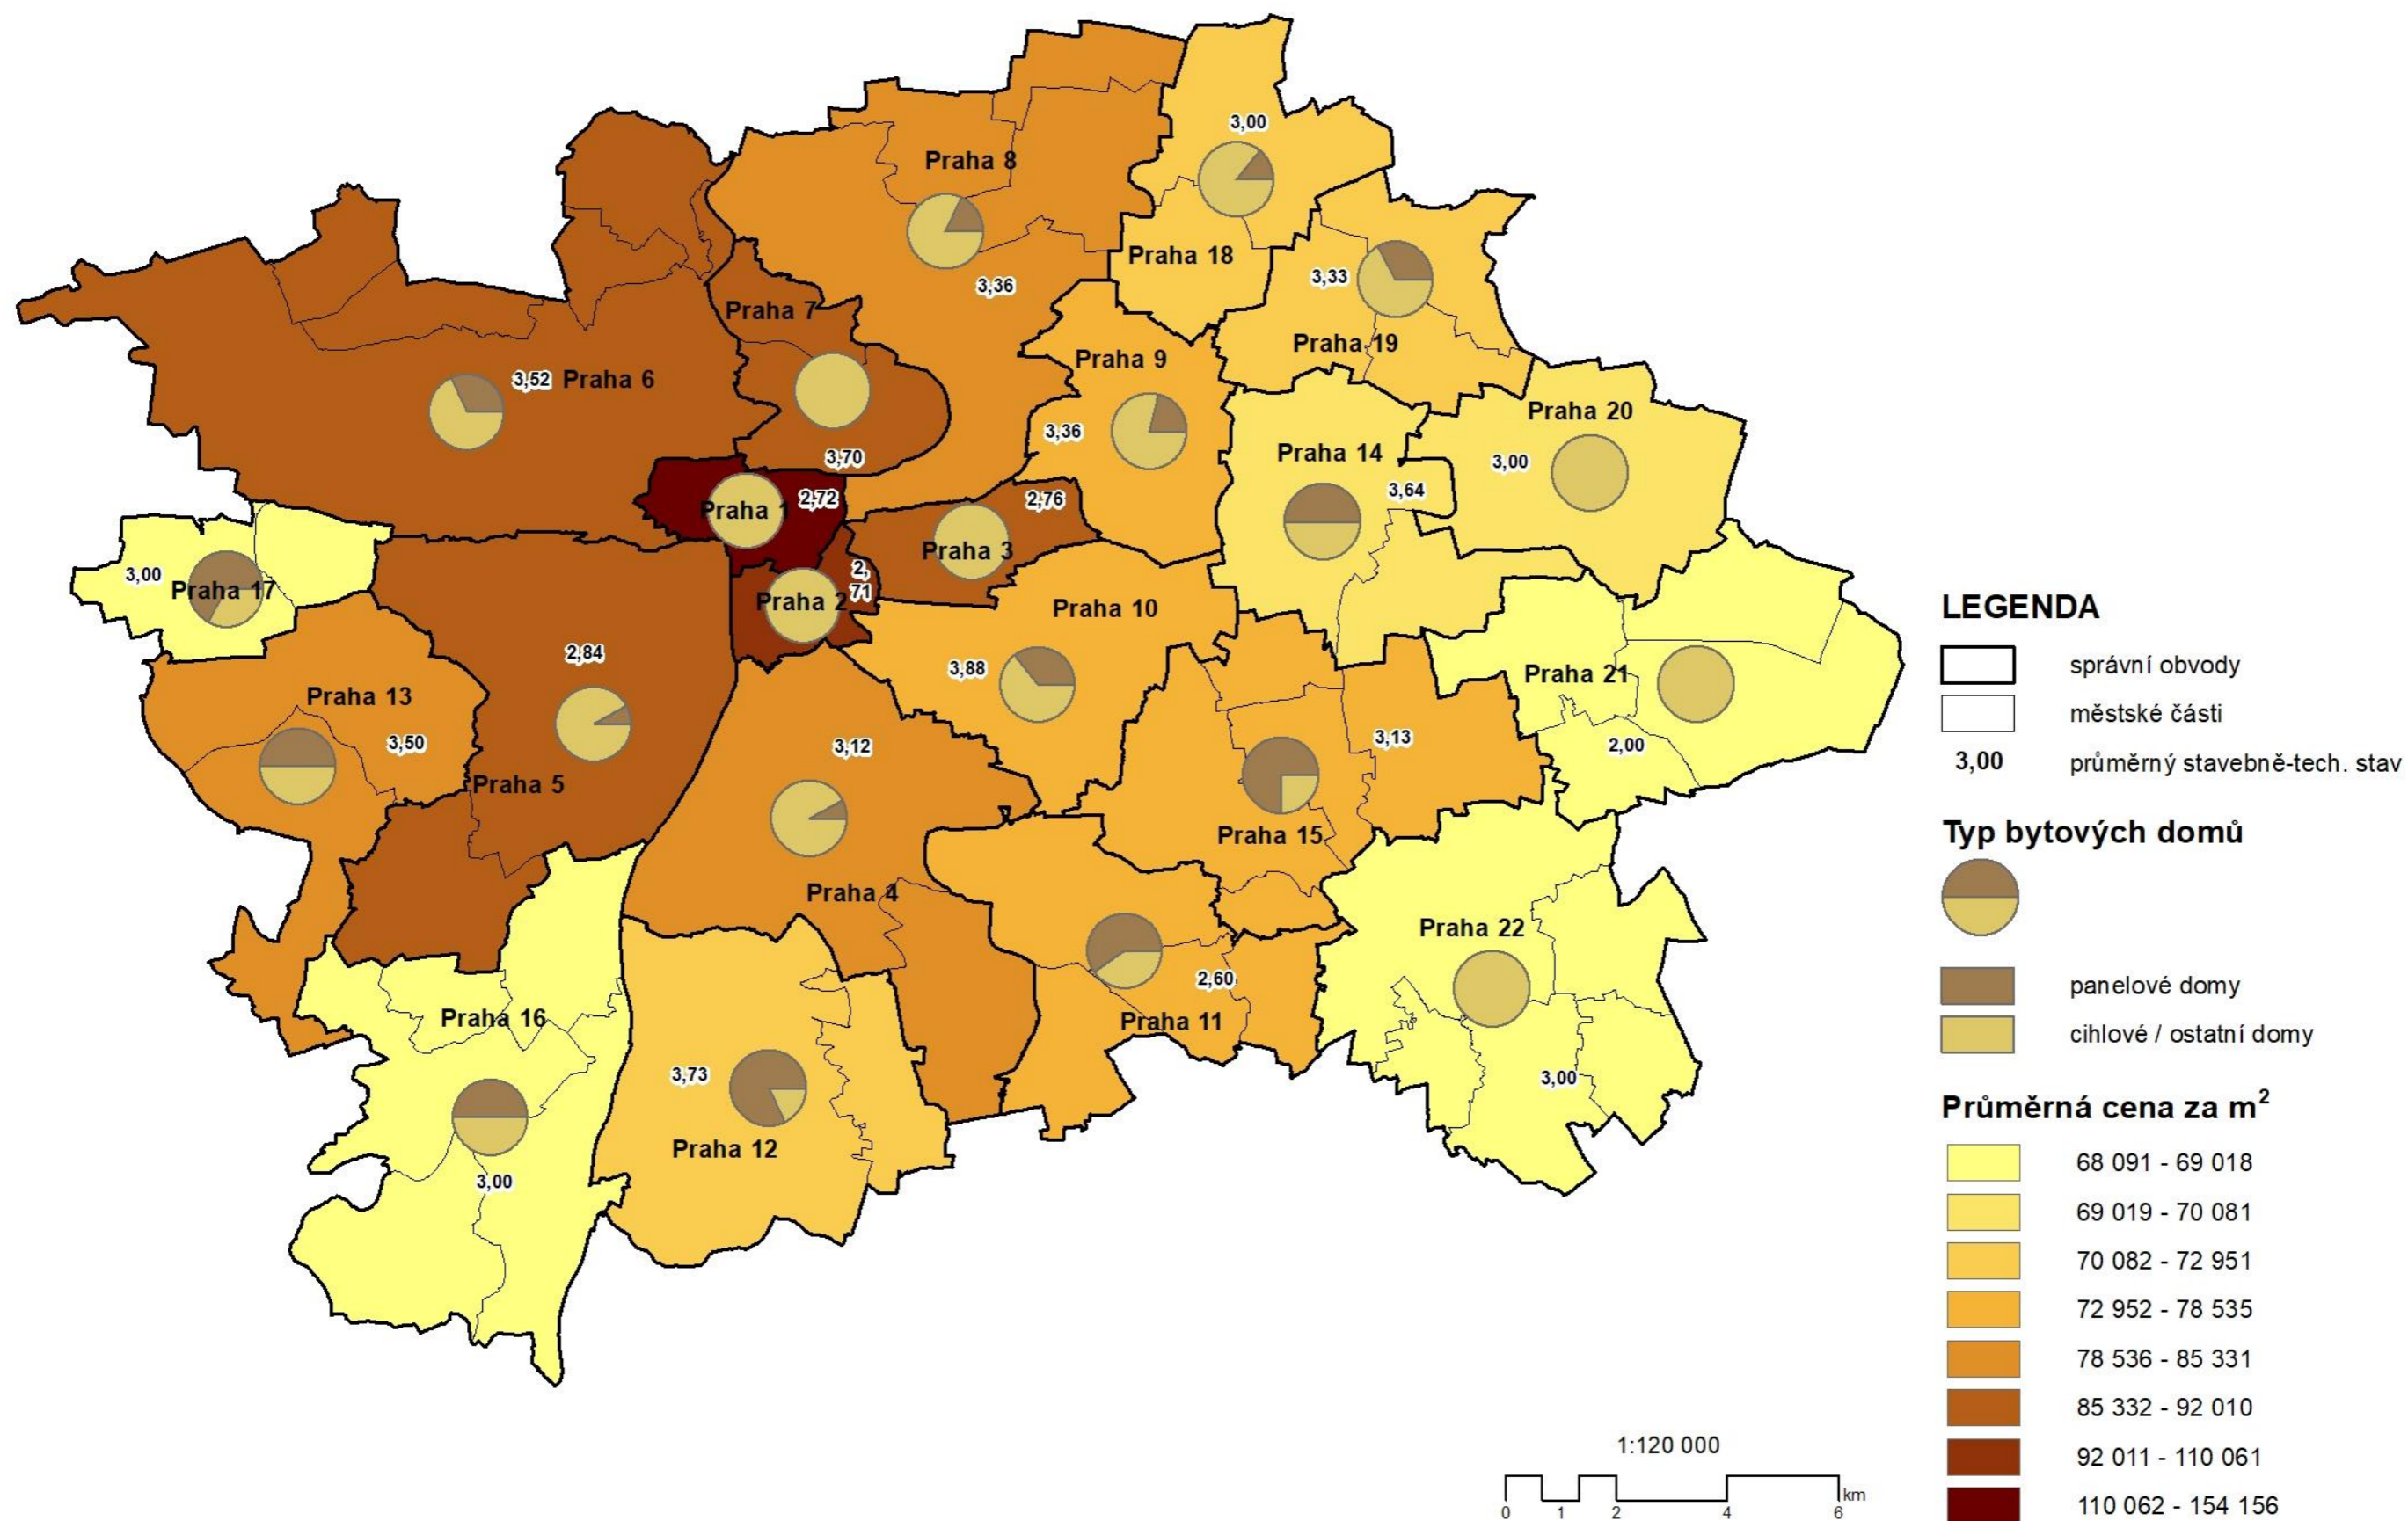 3,00
Praha 8
Praha 18
3,36
3,33
Praha 7
Praha 19
Praha 9
3,52 Praha 6
Praha 20
3,36
Praha 14
3,70
3,00
3,64
2,72
2,76
Praha 1
Praha 3
3,00
Praha 17
2,
71
Praha 2
Praha 10
2,84
3,88
Praha 21
Praha 13
3,50
3,12
3,13
2,00
Praha 5
Praha 15
Praha 4
Praha 22
2,60
Praha 16
Praha 11
3,73
3,00
Praha 12
3,00
LEGENDA
správní obvody
městské části
3,00 průměrný stavebně-tech. stav
Typ bytových domů
panelové domy
cihlové / ostatní domy
Průměrná cena za m²
68 091 - 69 018
69 019 - 70 081
70 082 - 72 951
72 952 - 78 535
78 536 - 85 331
85 332 - 92 010
92 011 - 110 061
110 062 - 154 156
1:120 000
km
0 1 2 4 6